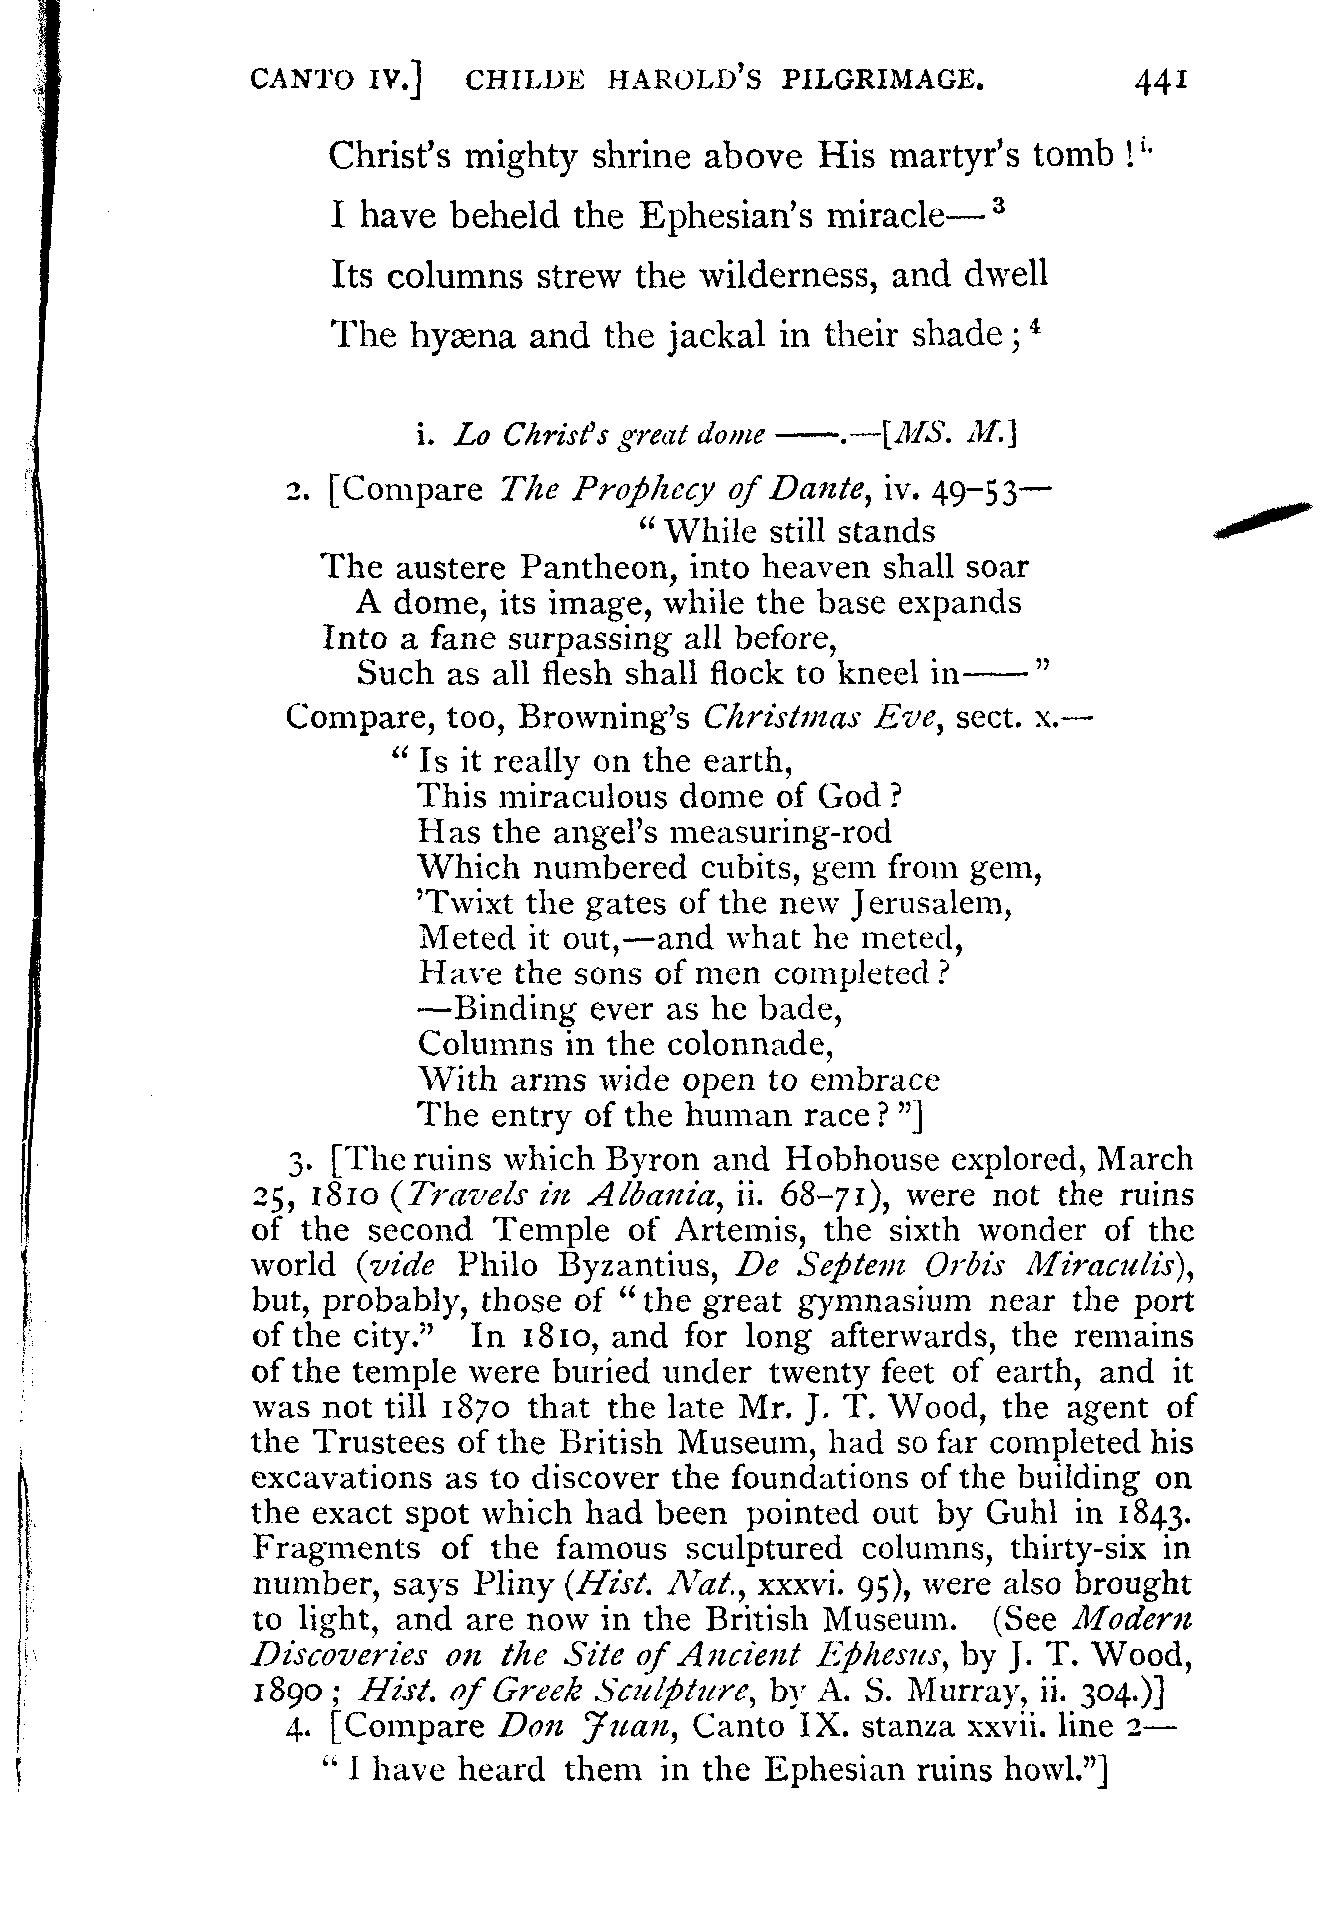 CANTO IV.] CHILDE HAROLD'S PILGRIMAGE. 441
Christ's mighty shrine above His martyr's tomb!i.
I have beheld the Ephesian's miracle—3
Its columns strew the wilderness, and dwell
The hyæna and the jackal in their shade;4
i. Lo Christ's great dome ——.—[MS. M.]
2. [Compare The Prophecy of Dante, iv. 49–53—
"While still stands
The austere Pantheon, into heaven shall soar
A dome, its image, while the base expands
Into a fane surpassing all before,
Such as all flesh shall flock to kneel in——"
Compare, too, Browning's Christmas Eve, sect. x.—
"Is it really on the earth,
This miraculous dome of God?
Has the angel's measuring-rod
Which numbered cubits, gem from gem,
'Twixt the gates of the new Jerusalem,
Meted it out,—and what he meted,
Have the sons of men completed?
—Binding ever as he bade,
Columns in the colonnade,
With arms wide open to embrace
The entry of the human race?"]
3. [The ruins which Byron and Hobhouse explored, March
25, 1810 (Travels in Albania, ii. 68–71), were not the ruins
of the second Temple of Artemis, the sixth wonder of the
world (vide Philo Byzantius, De Septem Orbis Miraculis),
but, probably, those of "the great gymnasium near the port
of the city." In 1810, and for long afterwards, the remains
of the temple were buried under twenty feet of earth, and it
was not till 1870 that the late Mr. J. T. Wood, the agent of
the Trustees of the British Museum, had so far completed his
excavations as to discover the foundations of the building on
the exact spot which had been pointed out by Guhl in 1843.
Fragments of the famous sculptured columns, thirty-six in
number, says Pliny (Hist. Nat., xxxvi. 95), were also brought
to light, and are now in the British Museum. (See Modern
Discoveries on the Site of Ancient Ephesus, by J. T. Wood,
1890; Hist. of Greek Sculpture, by A. S. Murray, ii. 304.)]
4. [Compare Don Juan, Canto IX. stanza xxvii. line 2—
"I have heard them in the Ephesian ruins howl."]